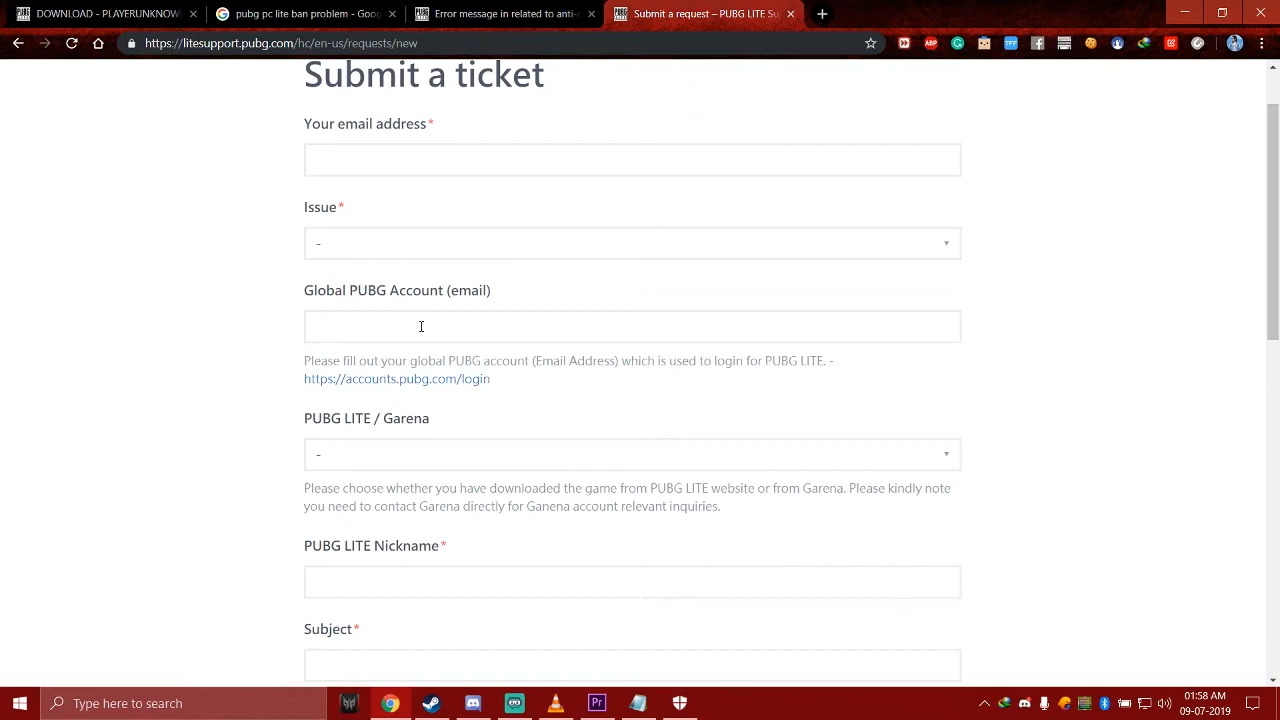 DOWNLOAD - PLAYERUNKNOW
pubg pc lite ban problem - Goo
Error message in related to anti-c
Submit a request – PUBG LITE Su
https://litesupport.pubg.com/hc/en-us/requests/new
ABP
TFF
Submit a ticket
Your email address*
Issue*
-
Global PUBG Account (email)
Please fill out your global PUBG account (Email Address) which is used to login for PUBG LITE. -
https://accounts.pubg.com/login
PUBG LITE / Garena
-
Please choose whether you have downloaded the game from PUBG LITE website or from Garena. Please kindly note
you need to contact Garena directly for Ganena account relevant inquiries.
PUBG LITE Nickname*
Subject*
Type here to search
Pr
01:58 AM
09-07-2019